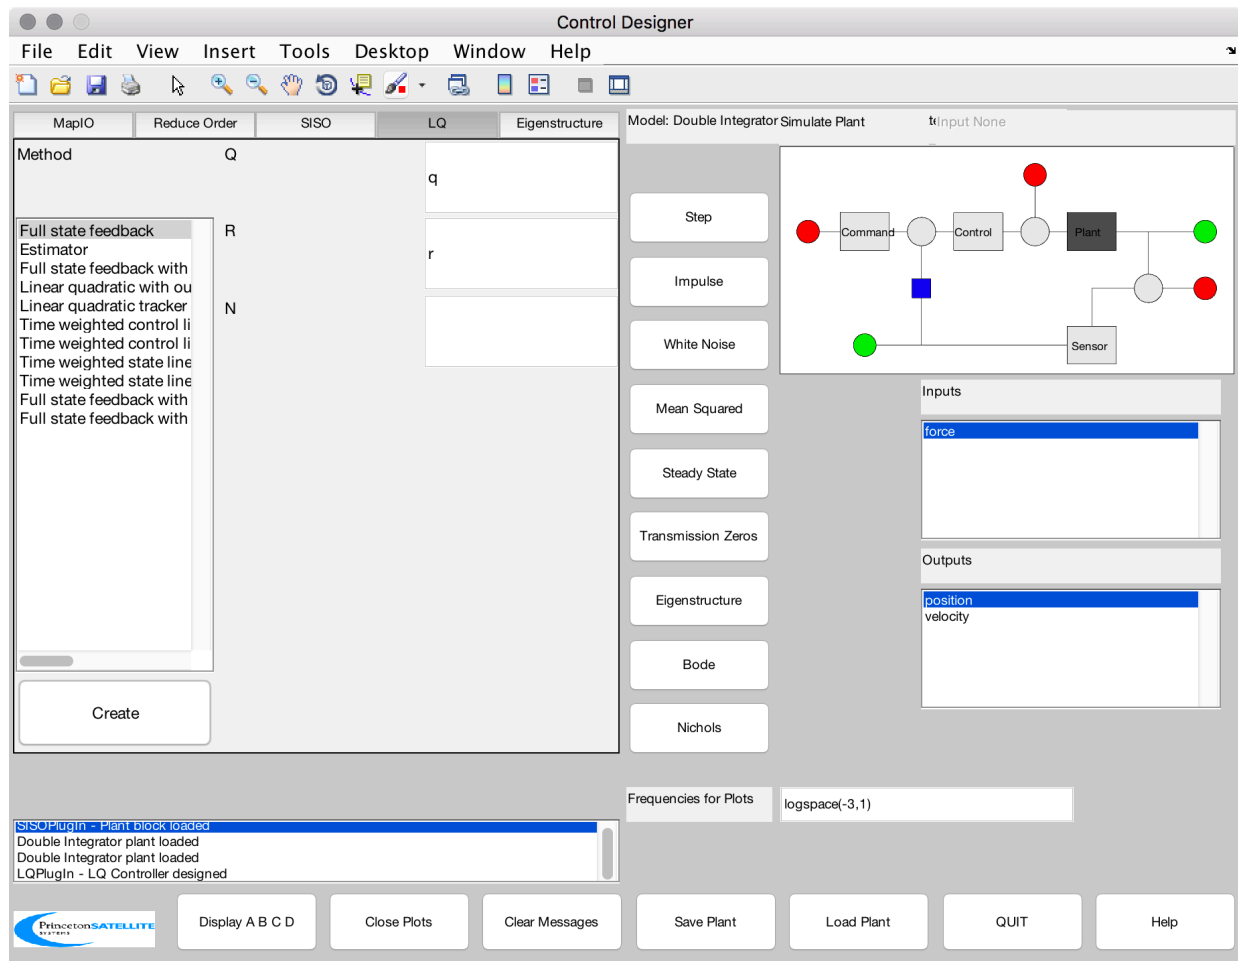 Control Designer
File Edit View Insert Tools Desktop Window Help
MapIO Reduce Order SISO LQ Eigenstructure
Model: Double Integrator Simulate Plant
Input None
Method
Q
q
R
r
N
Full state feedback
Estimator
Full state feedback with
Linear quadratic with ou
Linear quadratic tracker
Time weighted control li
Time weighted control li
Time weighted state line
Time weighted state line
Full state feedback with
Full state feedback with
Create
Step
Impulse
White Noise
Mean Squared
Steady State
Transmission Zeros
Eigenstructure
Bode
Nichols
Command
Control
Plant
Sensor
Inputs
force
Outputs
position
velocity
Frequencies for Plots
logspace(-3,1)
SISOPlugIn - Plant block loaded
Double Integrator plant loaded
Double Integrator plant loaded
LQPlugIn - LQ Controller designed
PrincetonSATELLITE
SYSTEMS
Display A B C D
Close Plots
Clear Messages
Save Plant
Load Plant
QUIT
Help